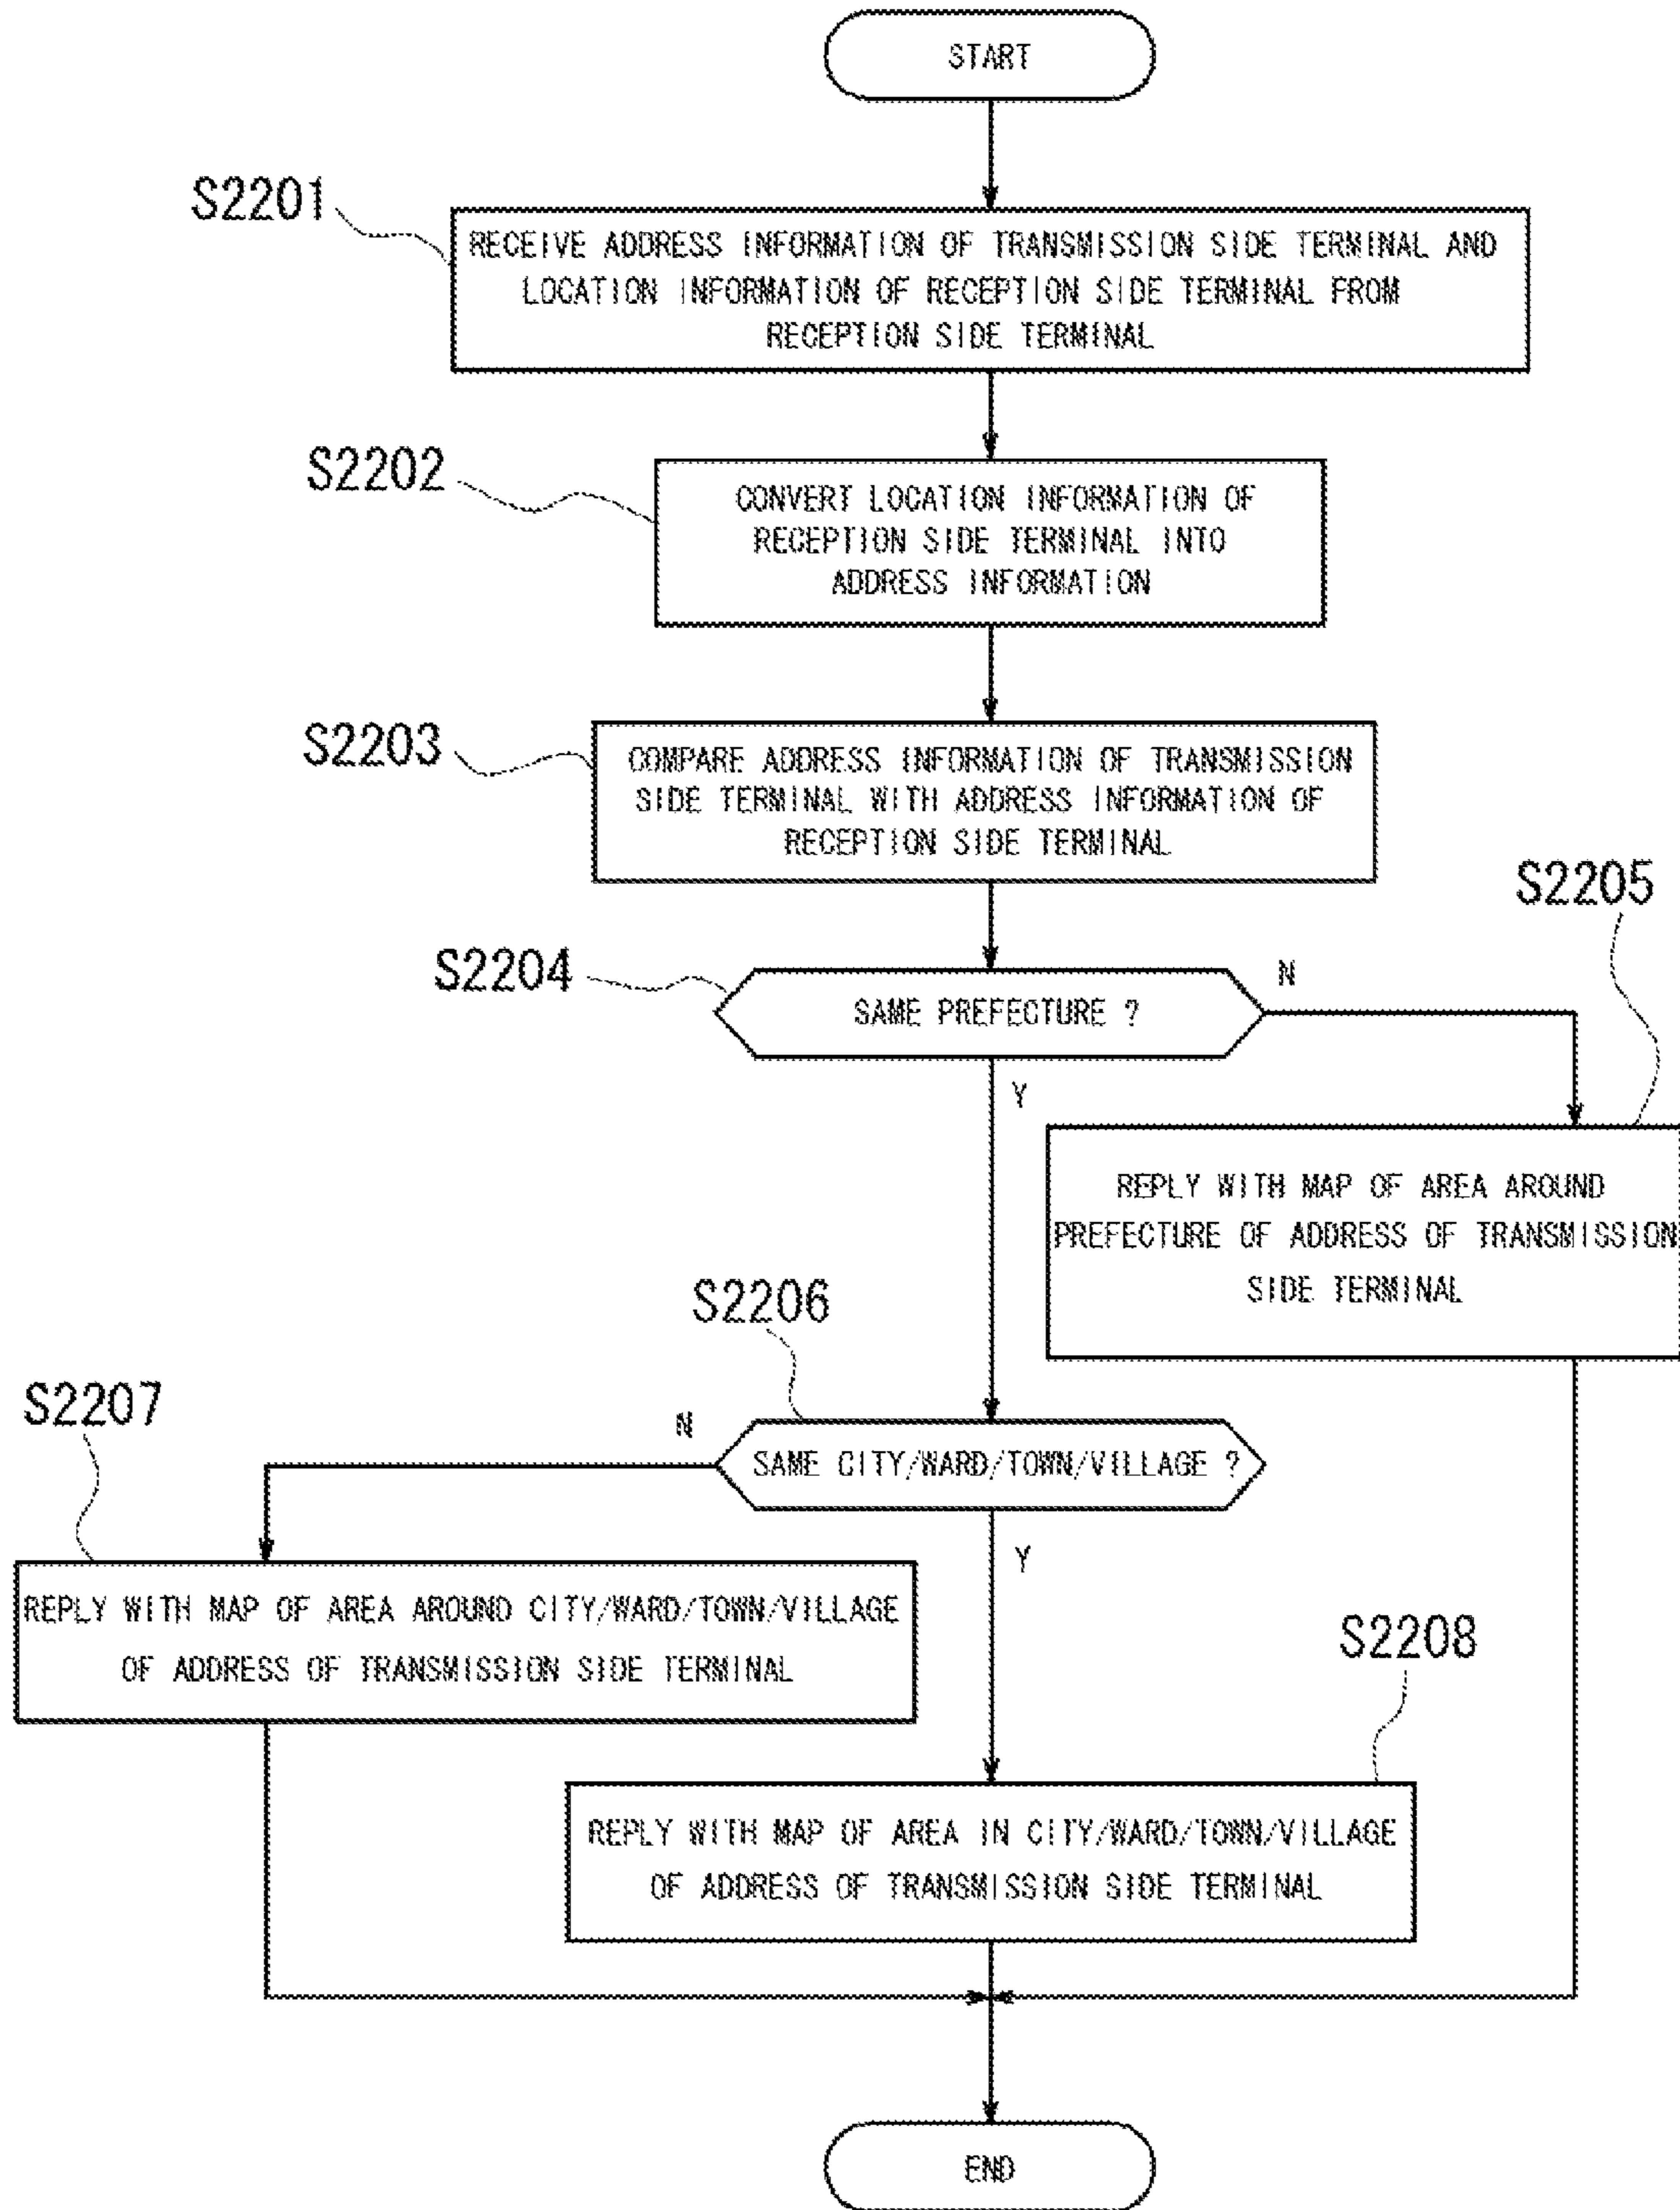 START
S2201
RECEIVE ADDRESS INFORMATION OF TRANSMISSION SIDE TERMINAL AND
LOCATION INFORMATION OF RECEPTION SIDE TERMINAL FROM
RECEPTION SIDE TERMINAL
S2202
CONVERT LOCATION INFORMATION OF
RECEPTION SIDE TERMINAL INTO
ADDRESS INFORMATION
S2203
COMPARE ADDRESS INFORMATION OF TRANSMISSION
SIDE TERMINAL WITH ADDRESS INFORMATION OF
RECEPTION SIDE TERMINAL
S2204
SAME PREFECTURE ?
N
Y
S2205
REPLY WITH MAP OF AREA AROUND
PREFECTURE OF ADDRESS OF TRANSMISSION
SIDE TERMINAL
S2206
SAME CITY/WARD/TOWN/VILLAGE ?
N
Y
S2207
REPLY WITH MAP OF AREA AROUND CITY/WARD/TOWN/VILLAGE
OF ADDRESS OF TRANSMISSION SIDE TERMINAL
S2208
REPLY WITH MAP OF AREA IN CITY/WARD/TOWN/VILLAGE
OF ADDRESS OF TRANSMISSION SIDE TERMINAL
END